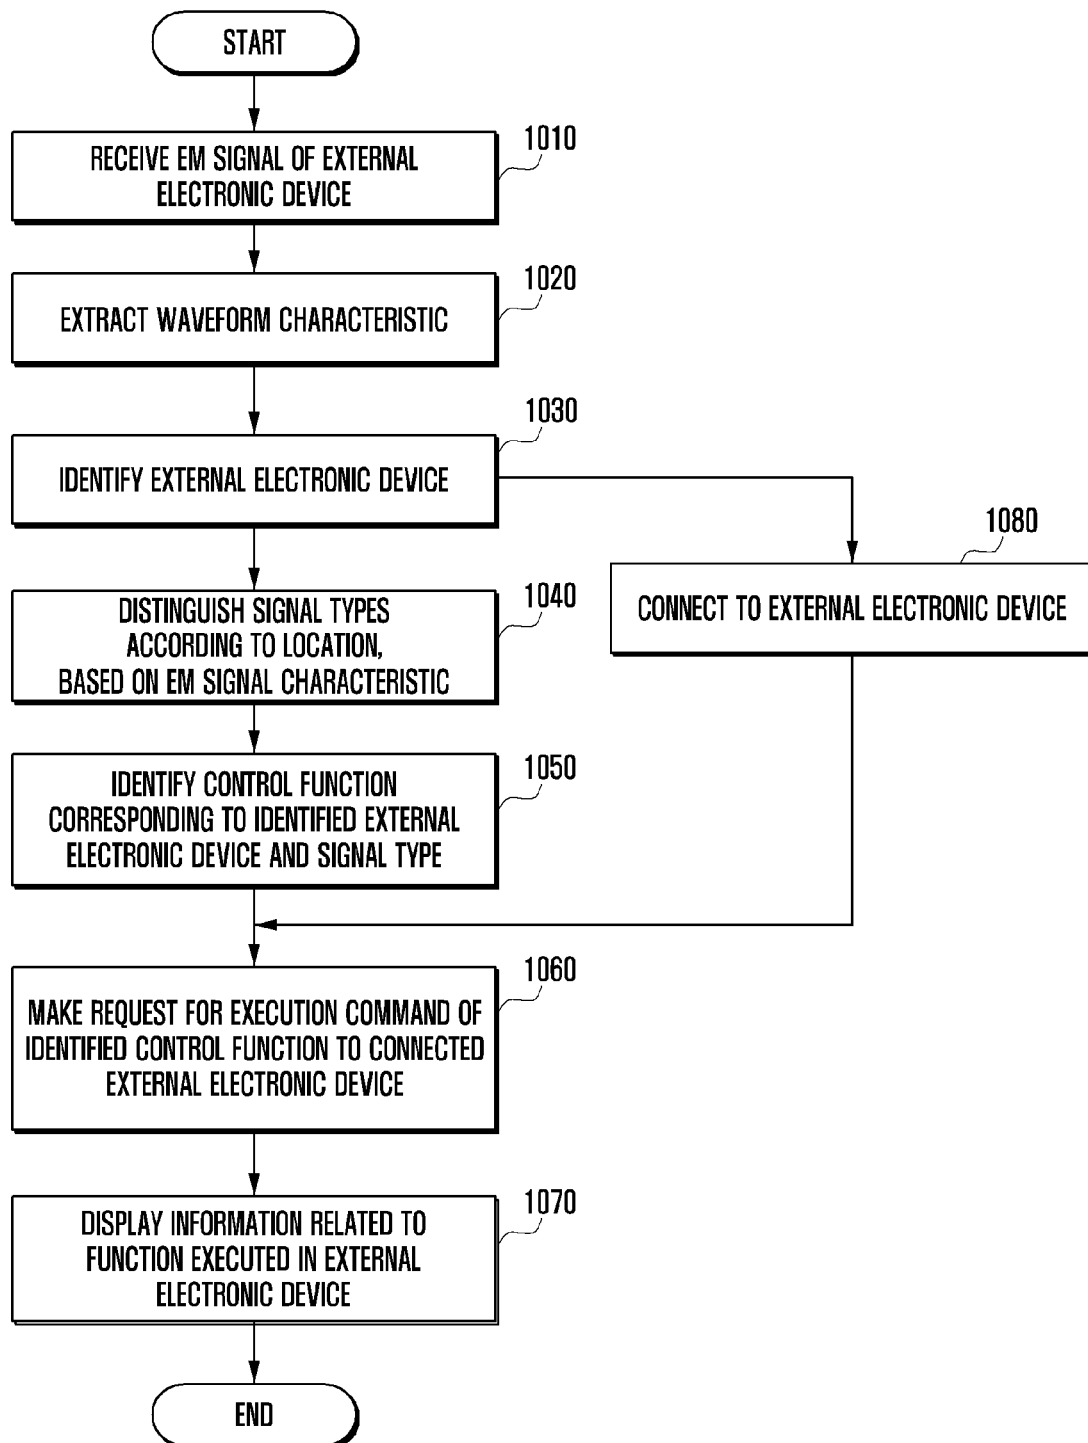 START
1010
RECEIVE EM SIGNAL OF EXTERNAL
ELECTRONIC DEVICE
1020
EXTRACT WAVEFORM CHARACTERISTIC
1030
IDENTIFY EXTERNAL ELECTRONIC DEVICE
1080
CONNECT TO EXTERNAL ELECTRONIC DEVICE
1040
DISTINGUISH SIGNAL TYPES
ACCORDING TO LOCATION,
BASED ON EM SIGNAL CHARACTERISTIC
1050
IDENTIFY CONTROL FUNCTION
CORRESPONDING TO IDENTIFIED EXTERNAL
ELECTRONIC DEVICE AND SIGNAL TYPE
1060
MAKE REQUEST FOR EXECUTION COMMAND OF
IDENTIFIED CONTROL FUNCTION TO CONNECTED
EXTERNAL ELECTRONIC DEVICE
1070
DISPLAY INFORMATION RELATED TO
FUNCTION EXECUTED IN EXTERNAL
ELECTRONIC DEVICE
END